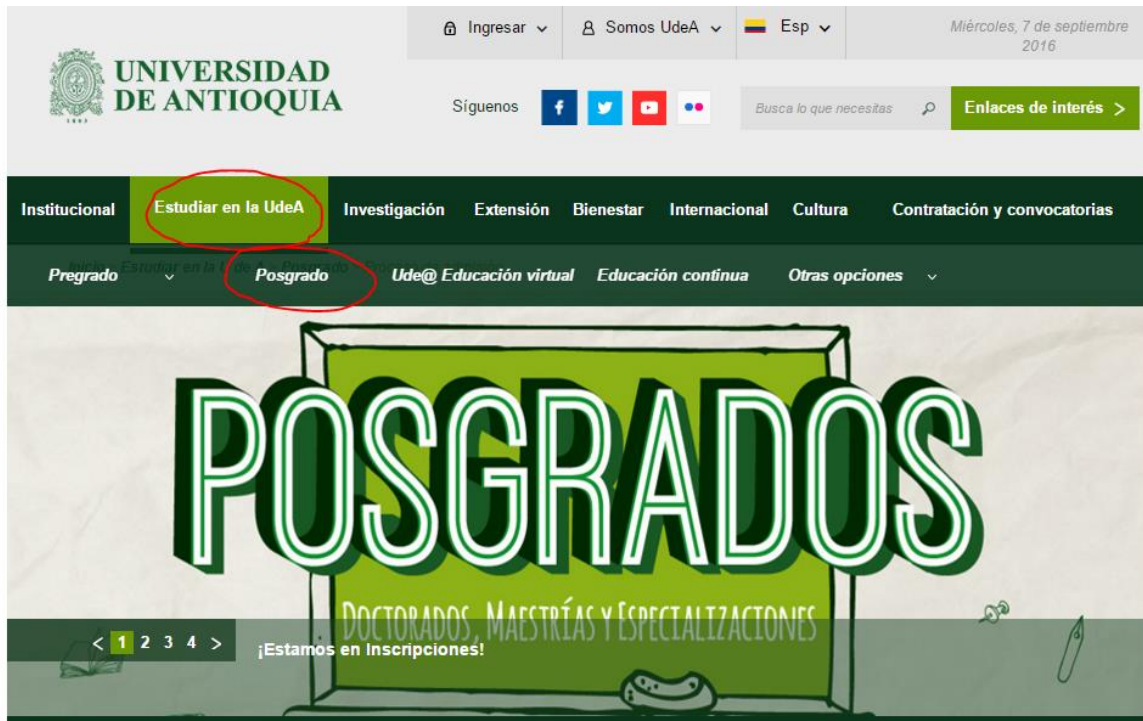 Ingresar Somos UdeA Esp Miércoles, 7 de septiembre
2016
UNIVERSIDAD
DE ANTIOQUIA
1803
Síguenos Busca lo que necesitas Enlaces de interés >
Institucional Estudiar en la UdeA Investigación Extensión Bienestar Internacional Cultura Contratación y convocatorias
Pregrado Posgrado Ude@ Educación virtual Educación continua Otras opciones
POSGRADOS
DOCTORADOS, MAESTRÍAS Y ESPECIALIZACIONES
< 1 2 3 4 > ¡Estamos en Inscripciones!